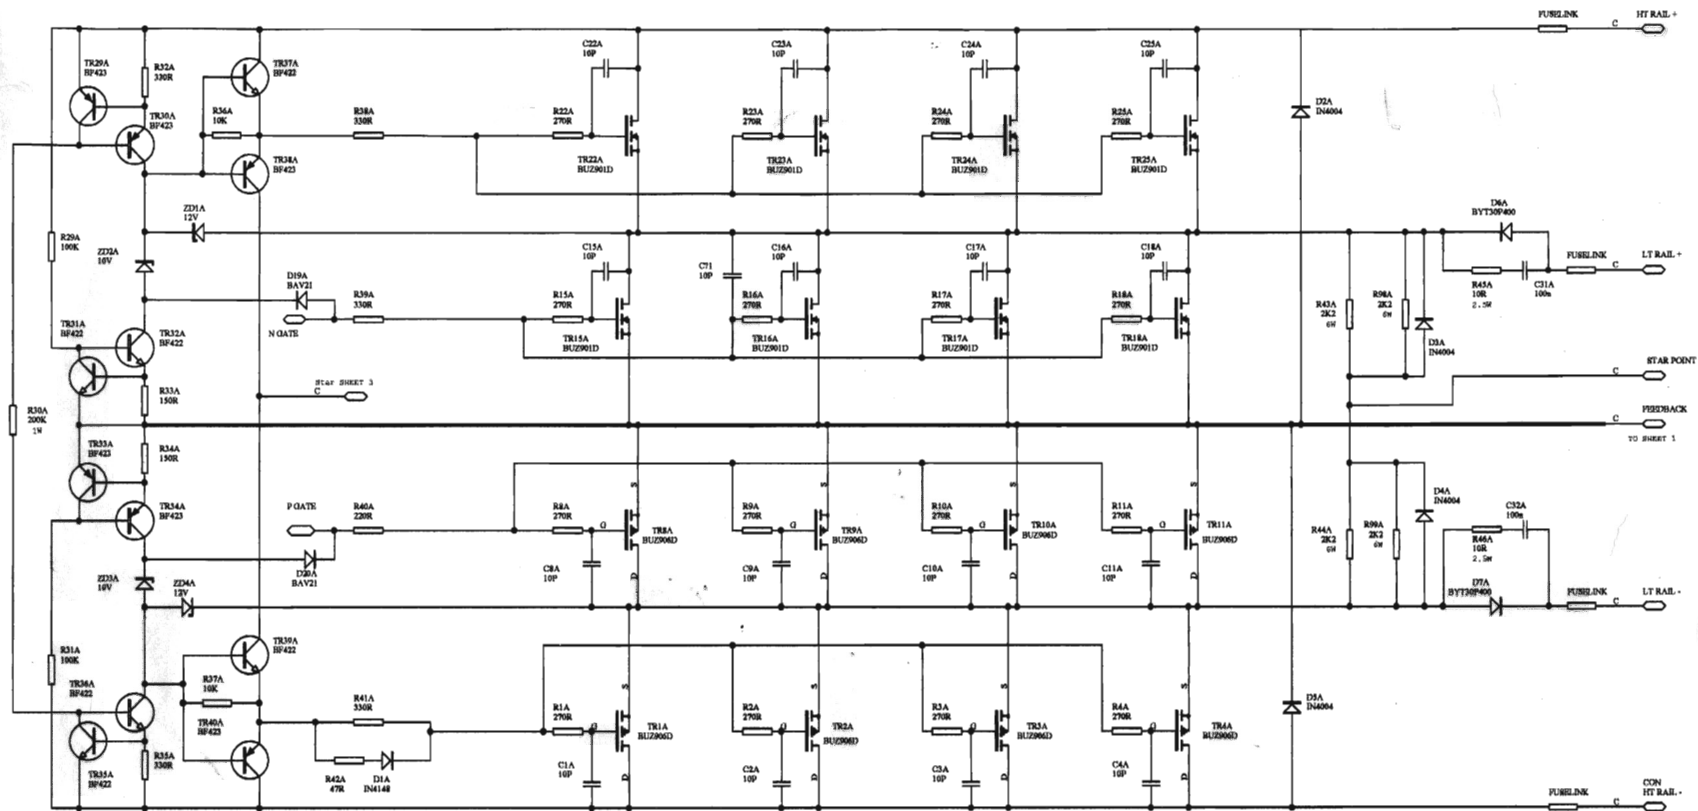 FUSELINK
C
HT RAIL +
TR29A
BF423
R32A
330R
TR37A
BF422
C22A
10P
C23A
10P
C24A
10P
C25A
10P
TR30A
BF423
R36A
10K
R38A
330R
R22A
270R
R23A
270R
R24A
270R
R25A
270R
D2A
IN4004
TR38A
BF423
TR22A
BUZ901D
TR23A
BUZ901D
TR24A
BUZ901D
TR25A
BUZ901D
ZD1A
12V
D6A
BYT30P400
R29A
100K
ZD2A
10V
C15A
10P
C71
10P
C16A
10P
C17A
10P
C18A
10P
FUSELINK
C
LT RAIL +
D19A
BAV21
R39A
330R
R15A
270R
R16A
270R
R17A
270R
R18A
270R
R43A
2K2
6W
R98A
2K2
6W
R45A
10R
2.5W
C31A
100n
N GATE
TR31A
BF422
TR32A
BF422
TR15A
BUZ901D
TR16A
BUZ901D
TR17A
BUZ901D
TR18A
BUZ901D
D3A
IN4004
STAR POINT
C
Star SHEET 3
C
R33A
150R
R30A
200K
1W
FEEDBACK
C
TO SHEET 1
TR33A
BF423
R34A
150R
TR34A
BF423
P GATE
R40A
220R
R8A
270R
R9A
270R
R10A
270R
R11A
270R
S
S
S
S
G
G
G
G
TR8A
BUZ906D
TR9A
BUZ906D
TR10A
BUZ906D
TR11A
BUZ906D
D4A
IN4004
C32A
100n
R44A
2K2
6W
R99A
2K2
6W
R46A
10R
2.5W
D20A
BAV21
C8A
10P
C9A
10P
C10A
10P
C11A
10P
D
D
D
D
ZD3A
10V
ZD4A
12V
D7A
BYT30P400
FUSELINK
C
LT RAIL -
R31A
100K
TR39A
BF422
TR36A
BF422
R37A
10K
R41A
330R
R1A
270R
R2A
270R
R3A
270R
R4A
270R
S
S
S
S
G
G
G
G
TR1A
BUZ906D
TR2A
BUZ906D
TR3A
BUZ906D
TR4A
BUZ906D
D5A
IN4004
TR40A
BF423
TR35A
BF422
R35A
330R
R42A
47R
D1A
IN4148
C1A
10P
C2A
10P
C3A
10P
C4A
10P
D
D
D
D
FUSELINK
C
CON
HT RAIL -